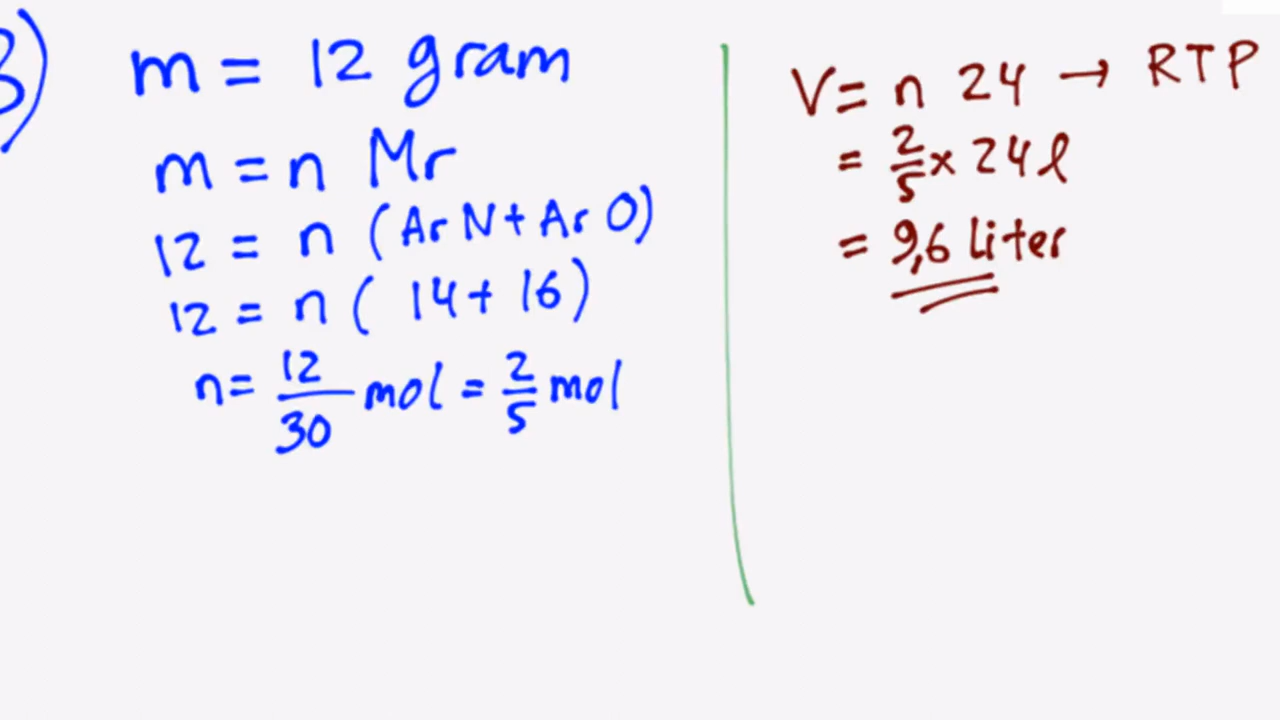 3)
m = 12 gram
m = n Mr
12 = n (Ar N + Ar O)
12 = n ( 14 + 16 )
n = 12/30 mol = 2/5 mol
V = n 24 → RTP
= 2/5 x 24 l
= 9,6 liter